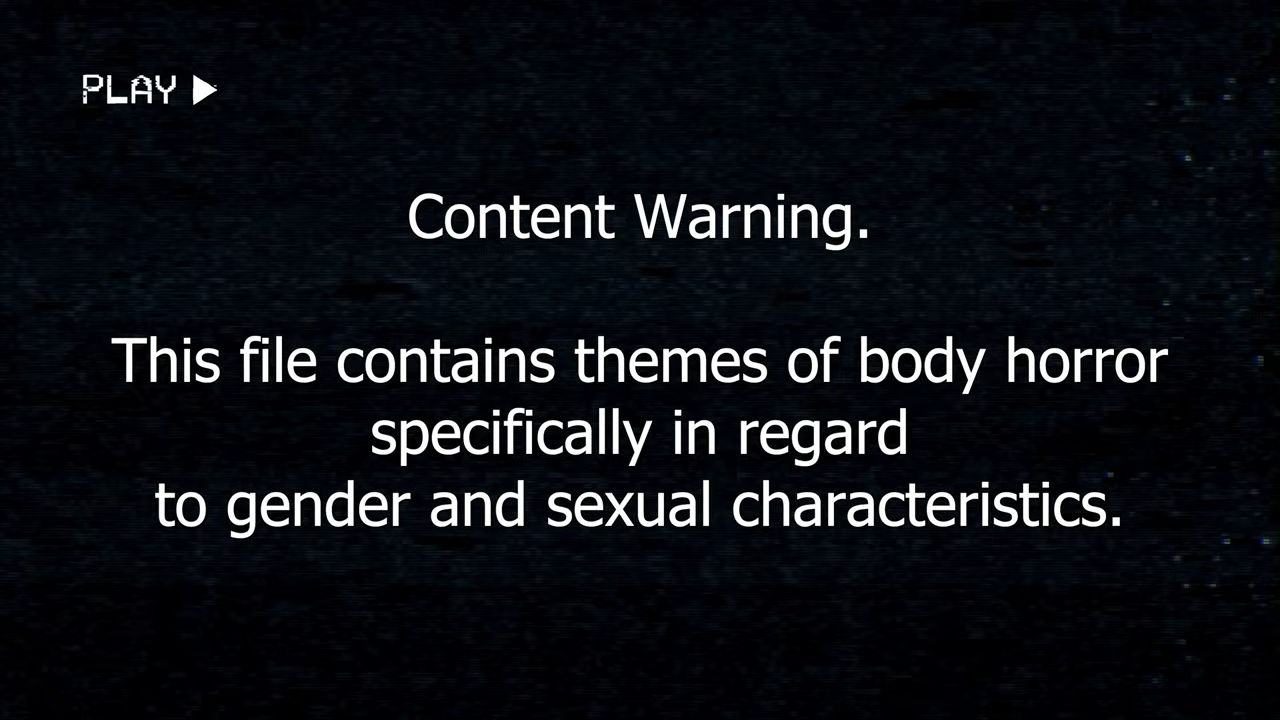 PLAY
Content Warning.
This file contains themes of body horror
specifically in regard
to gender and sexual characteristics.